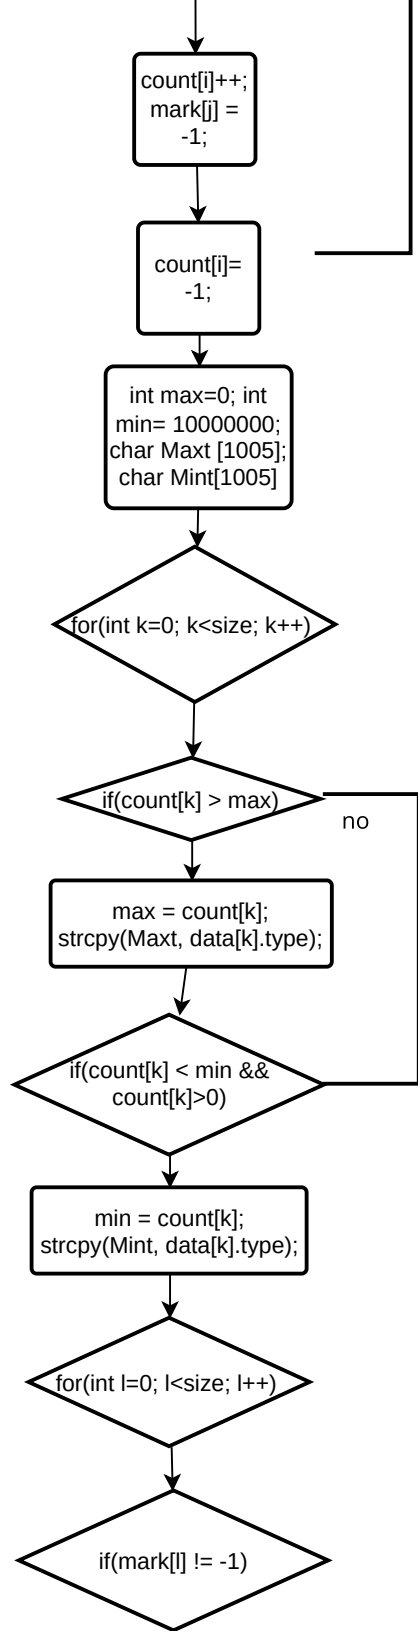 count[i]++;
mark[j] =
-1;
count[i]=
-1;
int max=0; int
min= 10000000;
char Maxt [1005];
char Mint[1005]
for(int k=0; k<size; k++)
if(count[k] > max)
no
max = count[k];
strcpy(Maxt, data[k].type);
if(count[k] < min &&
count[k]>0)
min = count[k];
strcpy(Mint, data[k].type);
for(int l=0; l<size; l++)
if(mark[l] != -1)